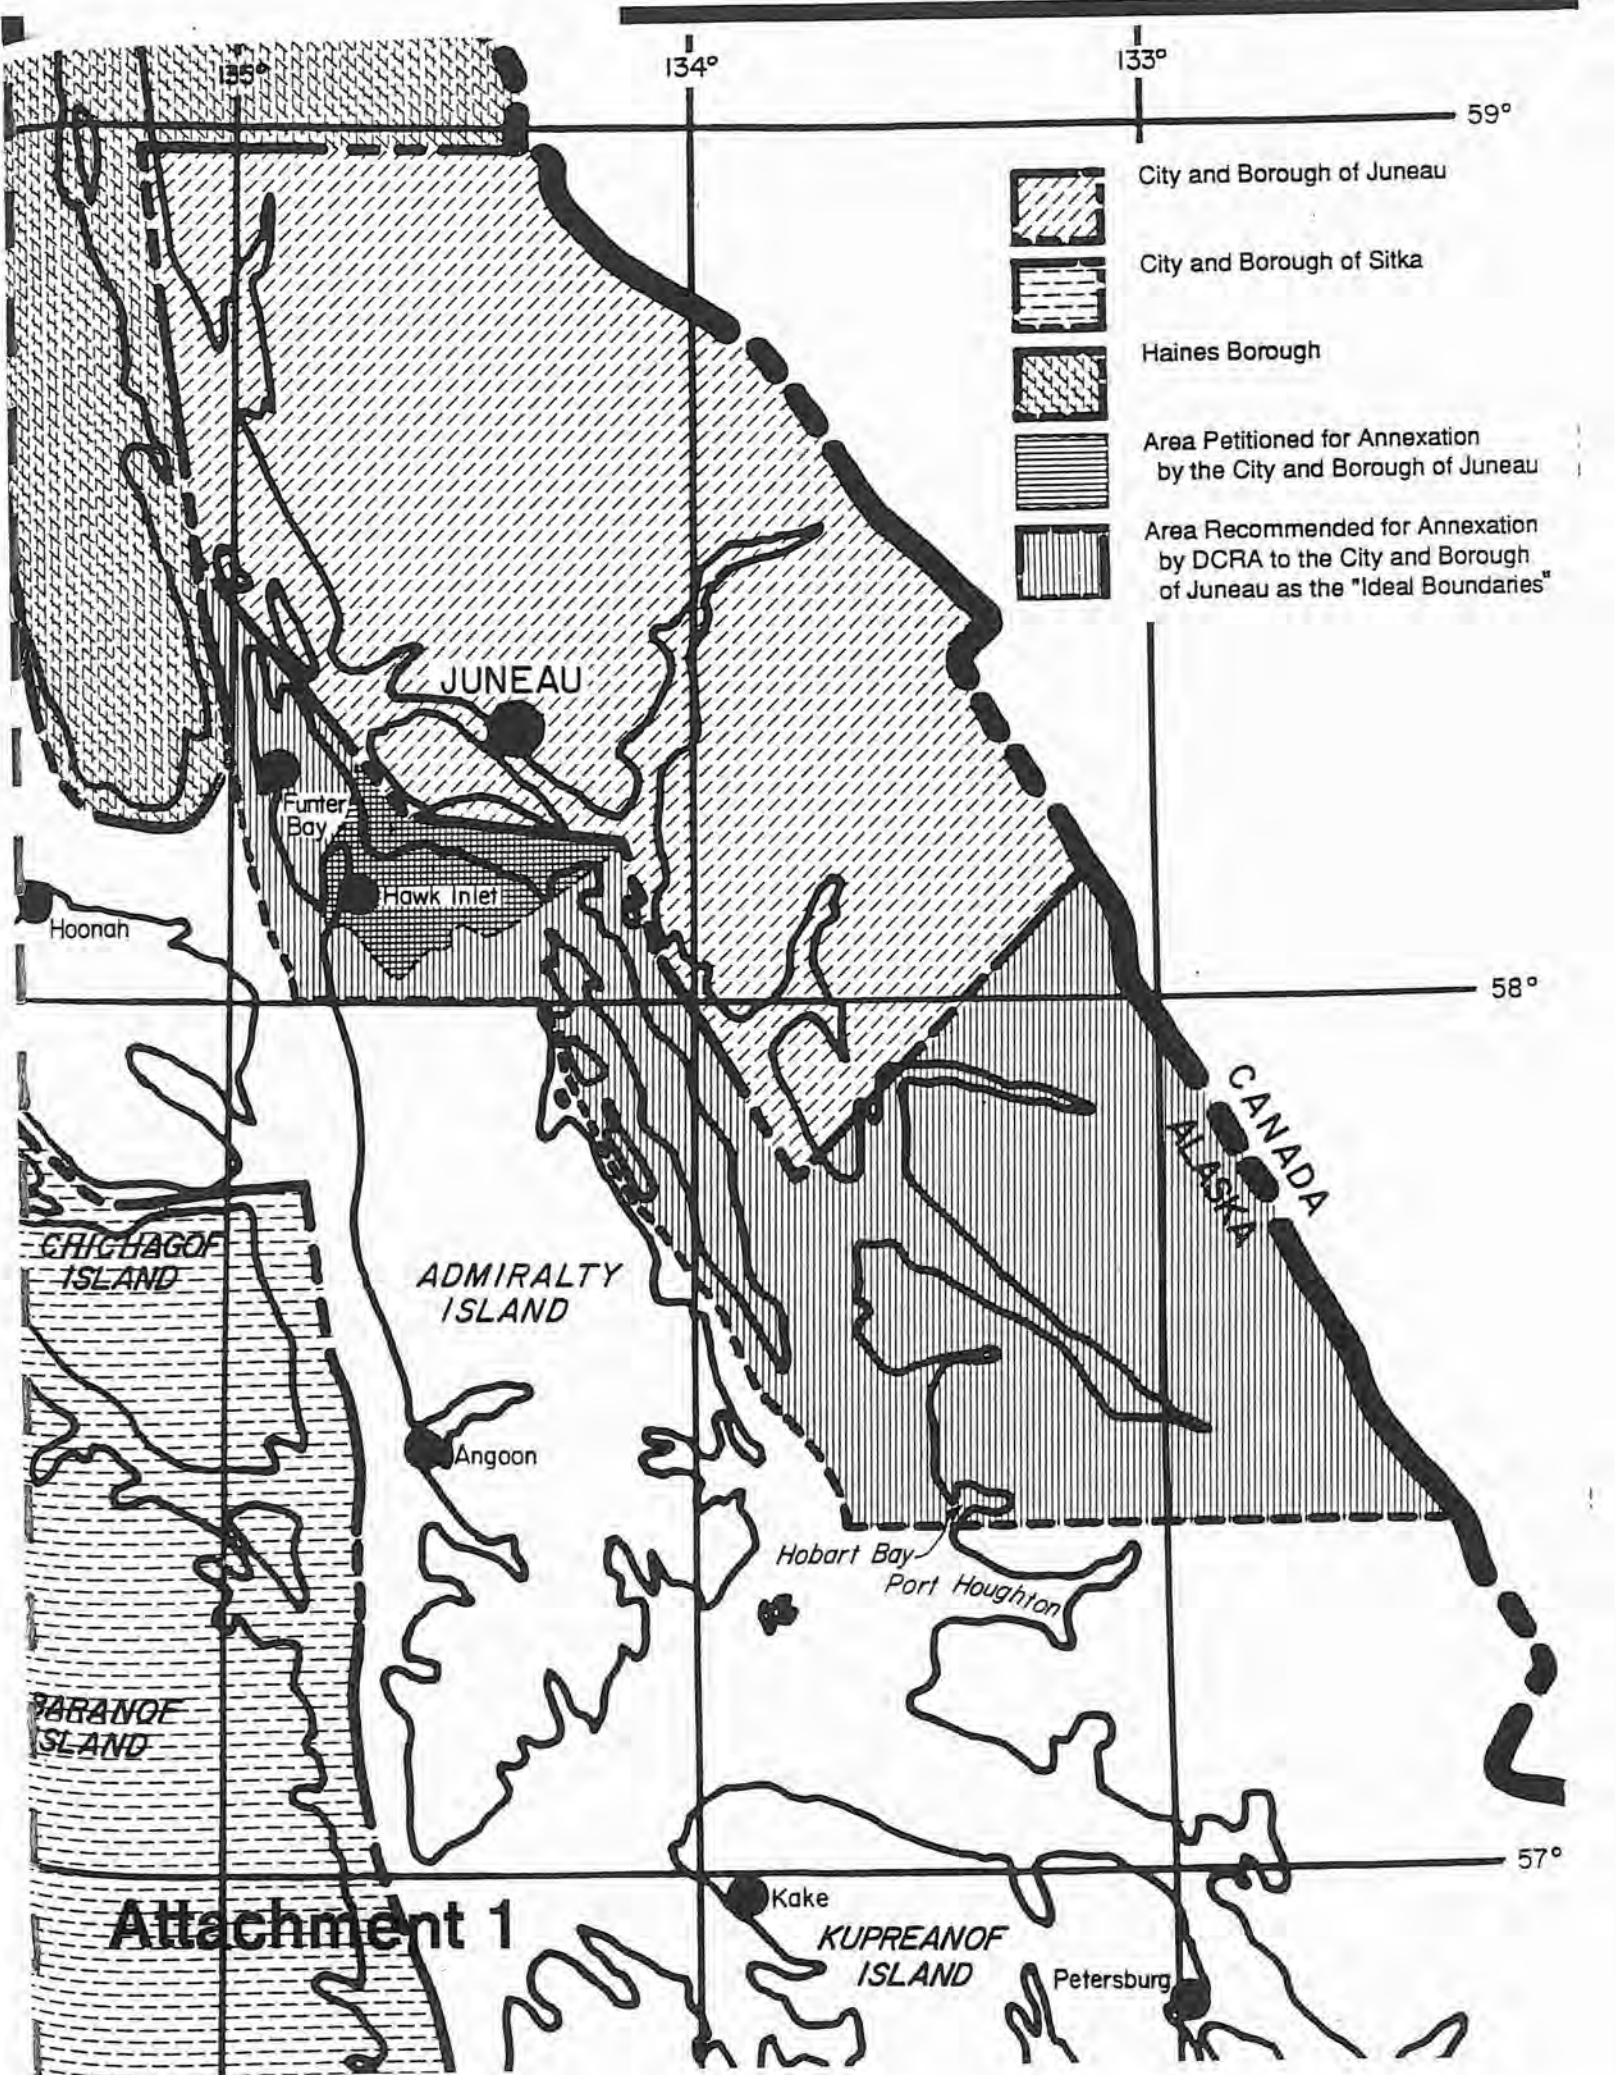 135°
134°
133°
59°
City and Borough of Juneau
City and Borough of Sitka
Haines Borough
Area Petitioned for Annexation
by the City and Borough of Juneau
Area Recommended for Annexation
by DCRA to the City and Borough
of Juneau as the "Ideal Boundaries"
JUNEAU
Funter
Bay
Hawk Inlet
Hoonah
58°
CANADA
ALASKA
CHICHAGOF
ISLAND
ADMIRALTY
ISLAND
Angoon
Hobart Bay
Port Houghton
BARANOF
ISLAND
57°
Attachment 1
Kake
KUPREANOF
ISLAND
Petersburg